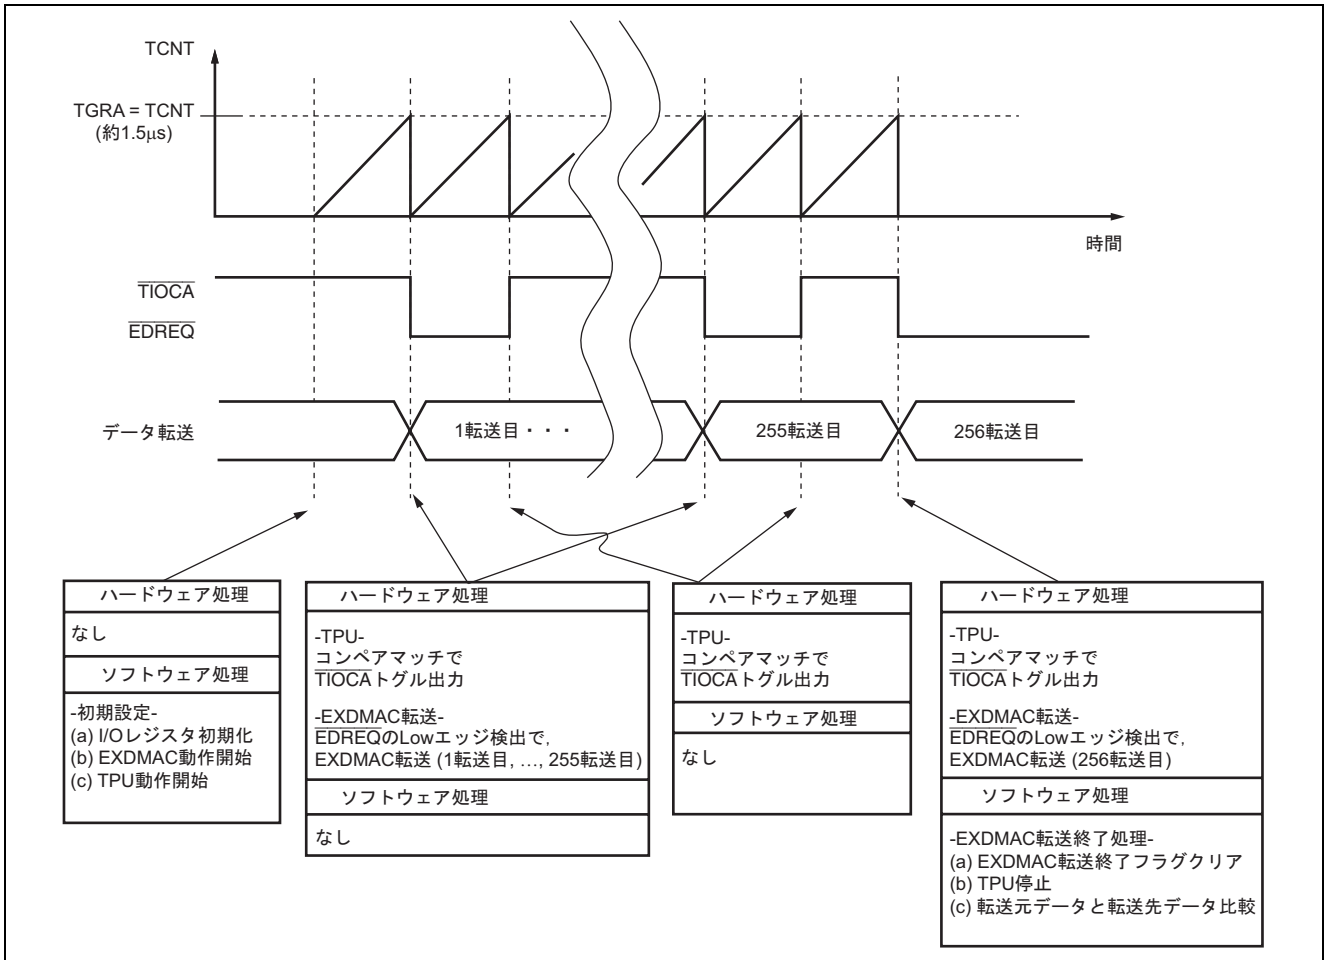 TCNT
TGRA = TCNT
(約1.5μs)
時間
TIOCA
EDREQ
データ転送
1転送目・・・
255転送目
256転送目
ハードウェア処理
なし
ソフトウェア処理
-初期設定-
(a) I/Oレジスタ初期化
(b) EXDMAC動作開始
(c) TPU動作開始
ハードウェア処理
-TPU-
コンペアマッチで
TIOCAトグル出力
-EXDMAC転送-
EDREQのLowエッジ検出で,
EXDMAC転送 (1転送目, …, 255転送目)
ソフトウェア処理
なし
ハードウェア処理
-TPU-
コンペアマッチで
TIOCAトグル出力
ソフトウェア処理
なし
ハードウェア処理
-TPU-
コンペアマッチで
TIOCAトグル出力
-EXDMAC転送-
EDREQのLowエッジ検出で,
EXDMAC転送 (256転送目)
ソフトウェア処理
-EXDMAC転送終了処理-
(a) EXDMAC転送終了フラグクリア
(b) TPU停止
(c) 転送元データと転送先データ比較